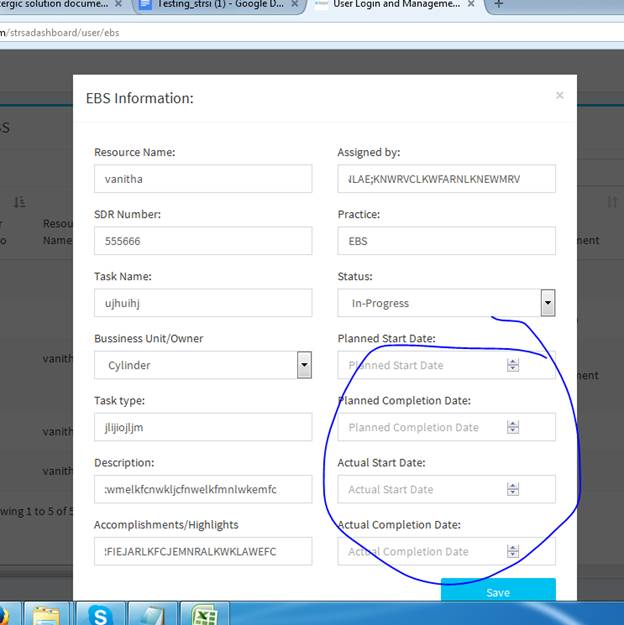 tergic solution docume...
Testing_strsi (1) - Google D...
User Login and Manageme...
m/strsadashboard/user/ebs
EBS Information:
Resource Name:
Assigned by:
vanitha
NLAE;KNWRVCLKWFARNLKNEWMRV
SDR Number:
Practice:
Resou
Name
555666
EBS
ment
Task Name:
Status:
ujhuihj
In-Progress
Bussiness Unit/Owner
Planned Start Date:
vanith
Cylinder
Planned Start Date
ment
Task type:
Planned Completion Date:
vanith
jlijiojljm
Planned Completion Date
Description:
Actual Start Date:
vanith
:wmelkfcnwkljcfnwelkfmnlwkemfc
Actual Start Date
wing 1 to 5 of 5
Accomplishments/Highlights
Actual Completion Date:
:FIEJARLKFCJEMNRALKWKLAWEFC
Actual Completion Date
Save